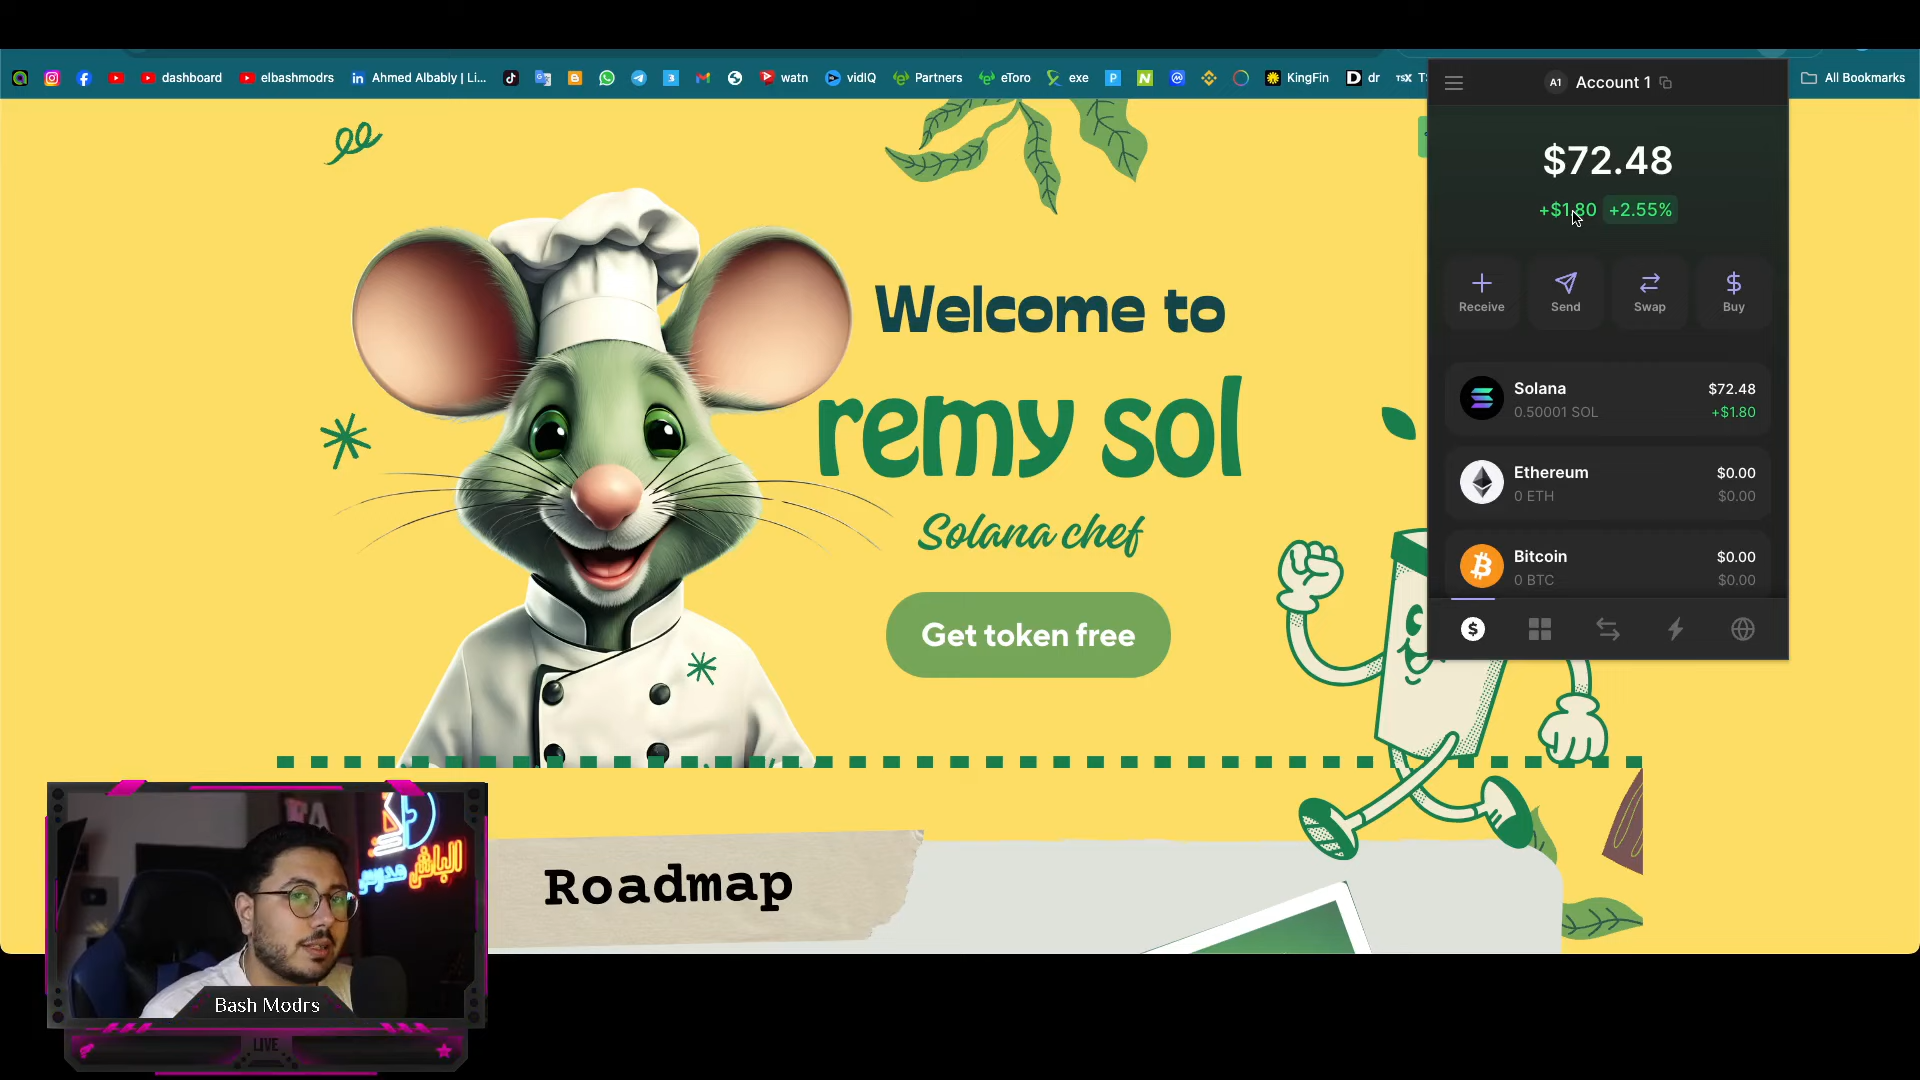 dashboard
elbashmodrs
Ahmed Albably | Li...
watn
vidIQ
Partners
eToro
exe
KingFin
dr
All Bookmarks
A1 Account 1
$72.48
+$1.80 +2.55%
Receive
Send
Swap
Buy
Solana $72.48
0.50001 SOL +$1.80
Ethereum $0.00
0 ETH $0.00
Bitcoin $0.00
0 BTC $0.00
Welcome to
remy sol
Solana chef
Get token free
Roadmap
الباش مدرس
Bash Modrs
LIVE